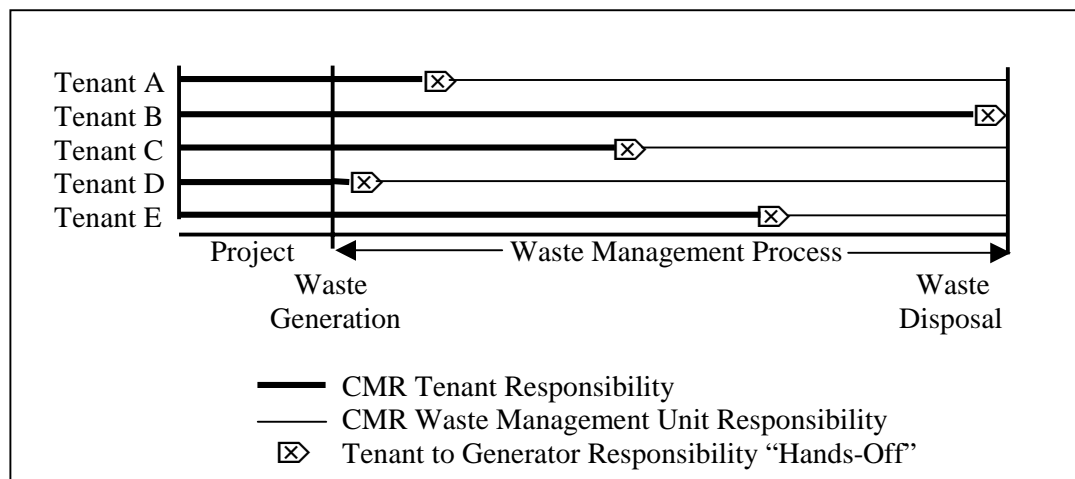 Tenant A
Tenant B
Tenant C
Tenant D
Tenant E
Project Waste Management Process
Waste Waste
Generation Disposal
CMR Tenant Responsibility
CMR Waste Management Unit Responsibility
Tenant to Generator Responsibility “Hands-Off”